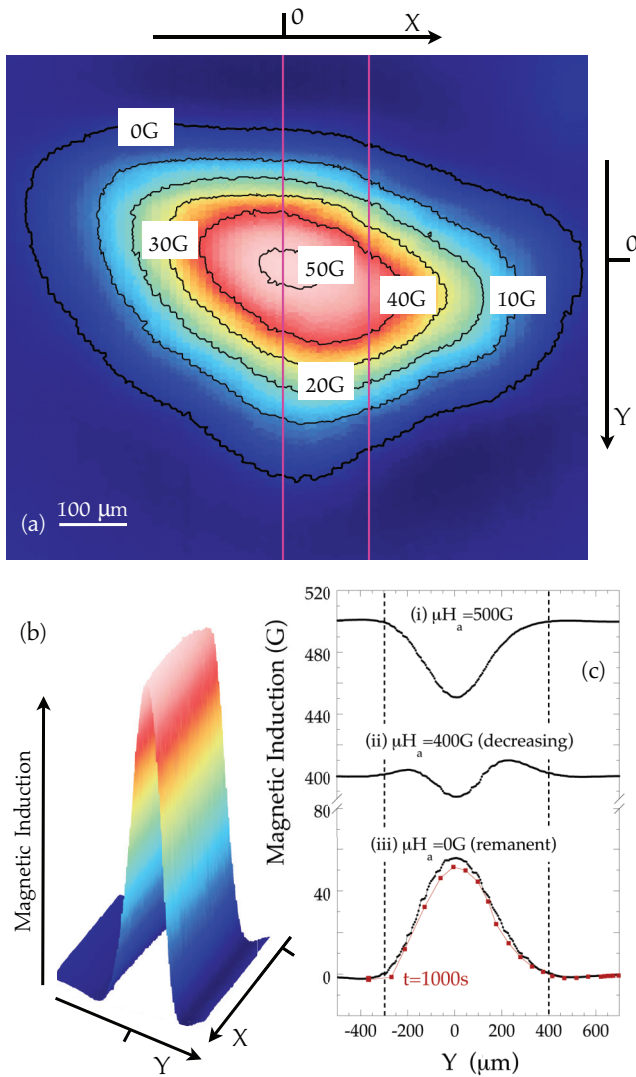 0
X
0G
30G
50G
40G
10G
20G
0
Y
(a) 100 μm
(b)
Magnetic Induction
Y
X
(c)
Magnetic Induction (G)
520
480
440
400
80
40
0
(i) μHa=500G
(ii) μHa=400G (decreasing)
(iii) μHa=0G (remanent)
t=1000s
-400 -200 0 200 400 600
Y (μm)